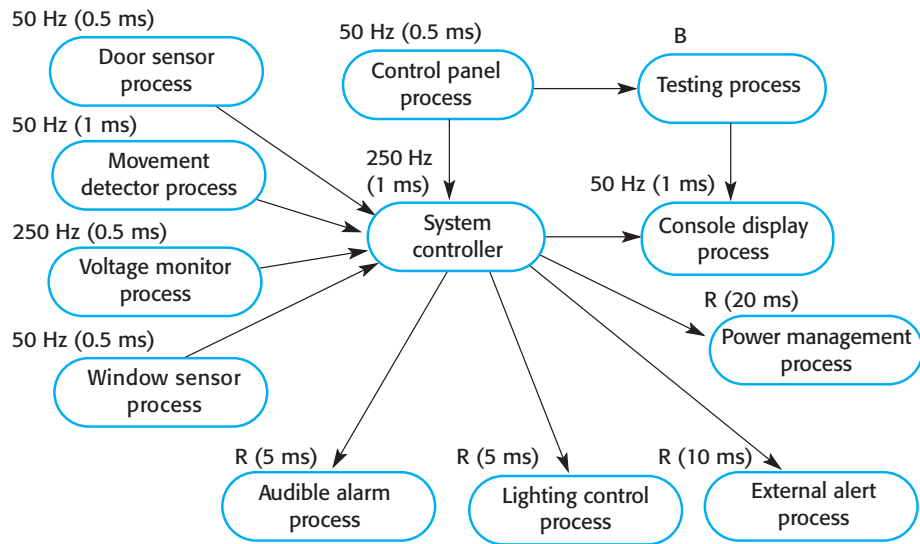 50 Hz (0.5 ms)
Door sensor
process
50 Hz (0.5 ms)
Control panel
process
B
Testing process
50 Hz (1 ms)
Movement
detector process
250 Hz
(1 ms)
System
controller
50 Hz (1 ms)
Console display
process
250 Hz (0.5 ms)
Voltage monitor
process
50 Hz (0.5 ms)
Window sensor
process
R (20 ms)
Power management
process
R (5 ms)
Audible alarm
process
R (5 ms)
Lighting control
process
R (10 ms)
External alert
process